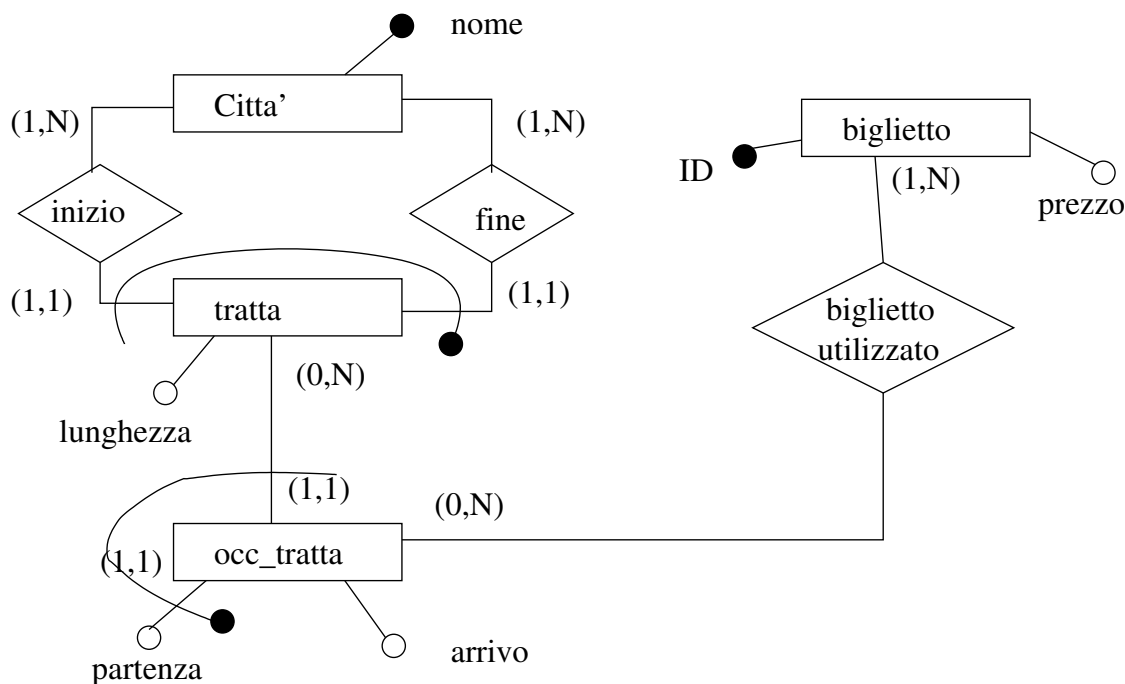 nome
Citta'
(1,N)
(1,N)
biglietto
ID
(1,N)
prezzo
inizio
fine
(1,1)
tratta
(1,1)
biglietto
utilizzato
(0,N)
lunghezza
(1,1)
(0,N)
(1,1)
occ_tratta
partenza
arrivo